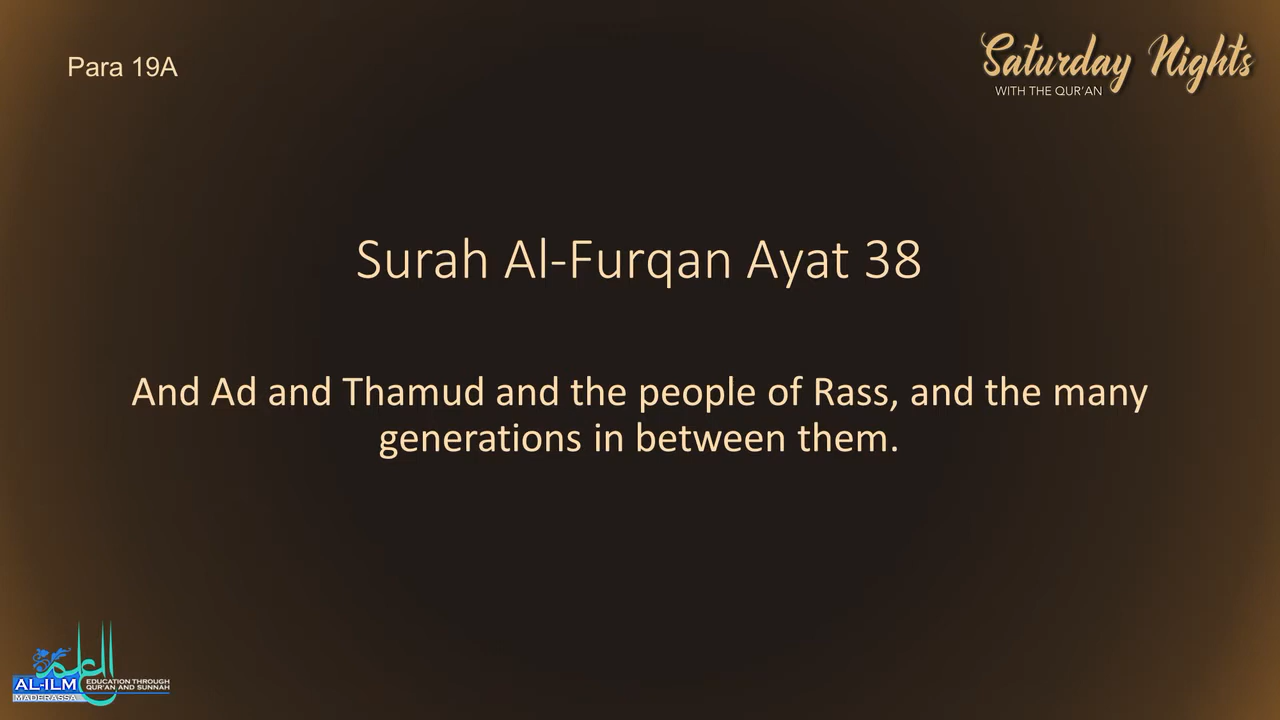 Para 19A
Saturday Nights
WITH THE QUR'AN
Surah Al-Furqan Ayat 38
And Ad and Thamud and the people of Rass, and the many
generations in between them.
العلم
AL-ILM
MADERASSA
EDUCATION THROUGH
QUR'AN AND SUNNAH